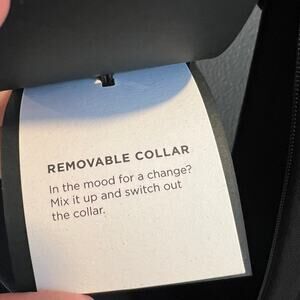 REMOVABLE COLLAR
In the mood for a change?
Mix it up and switch out
the collar.